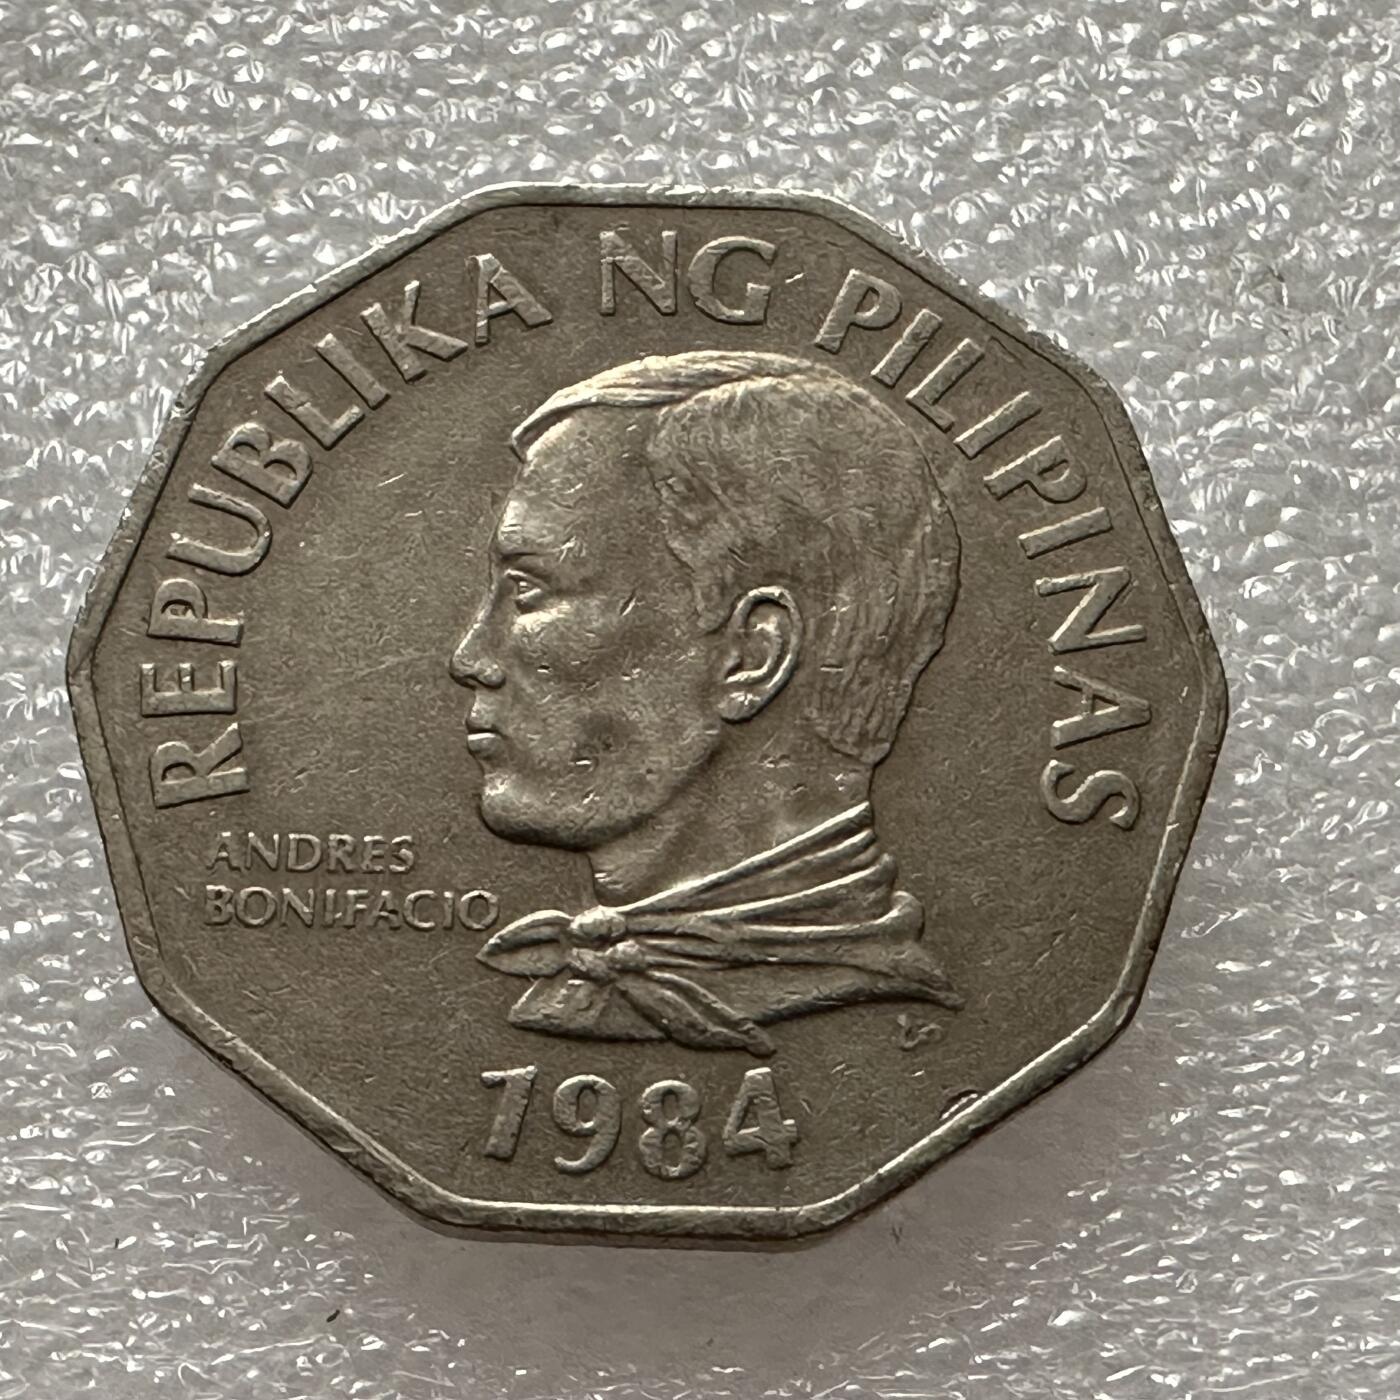 REPUBLIKA NG PILIPINAS
ANDRES
BONIFACIO
1984